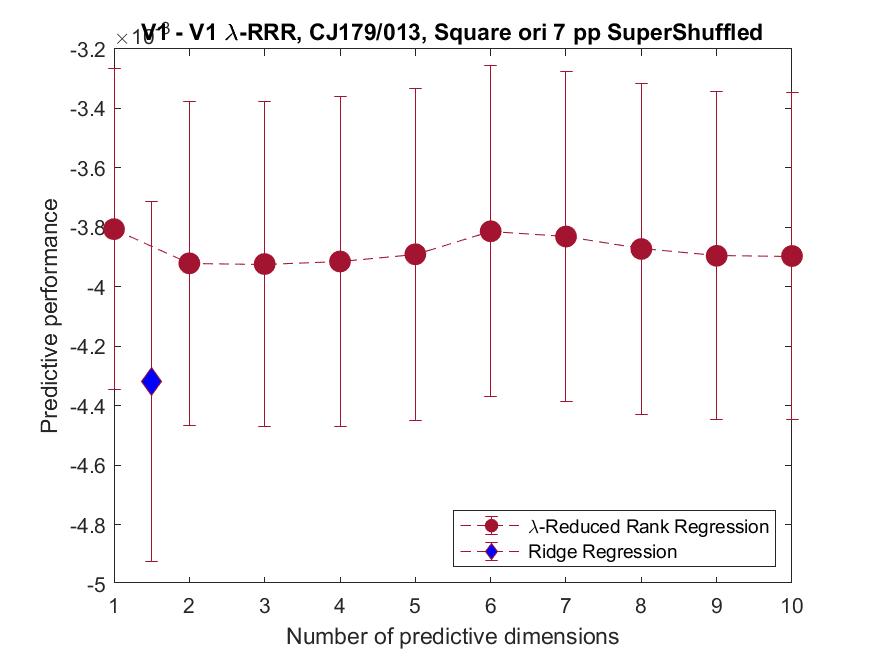 ×10⁻³
V1 - V1 λ-RRR, CJ179/013, Square ori 7 pp SuperShuffled
-3.2
-3.4
-3.6
-3.8
-4
-4.2
-4.4
-4.6
-4.8
-5
Predictive performance
λ-Reduced Rank Regression
Ridge Regression
1 2 3 4 5 6 7 8 9 10
Number of predictive dimensions